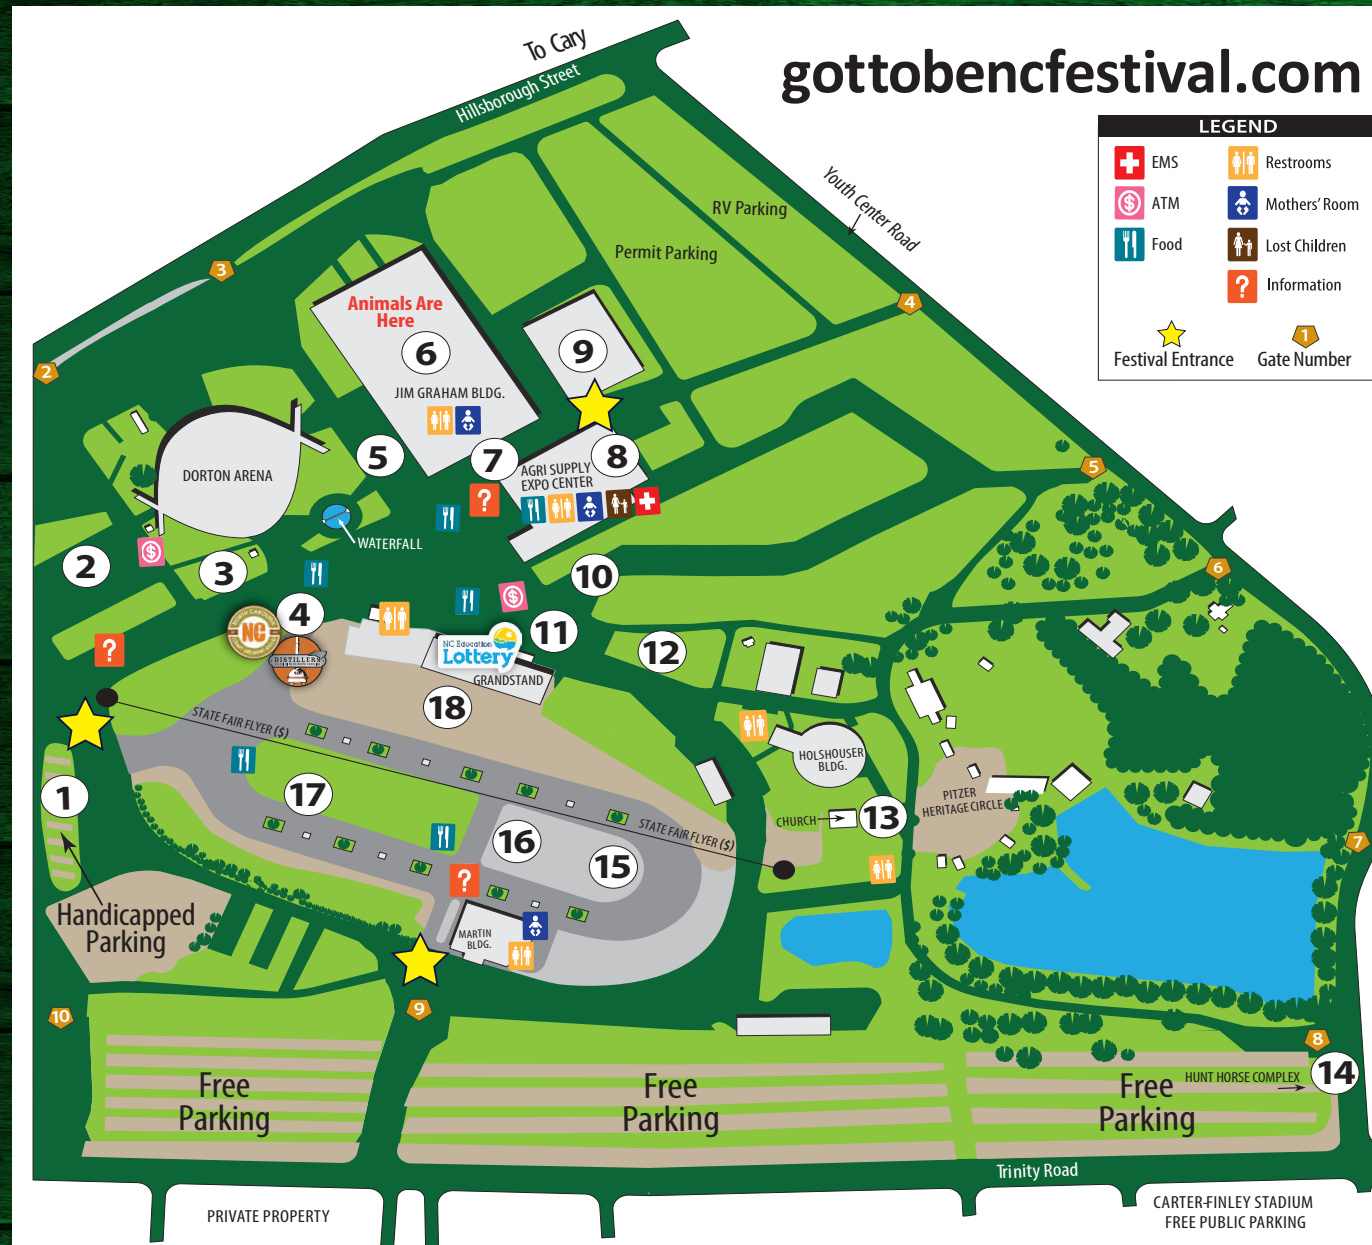 To Cary
Hillsborough Street
gottobencfestival.com
LEGEND
EMS
Restrooms
ATM
Mothers' Room
Food
Lost Children
Information
Festival Entrance
1
Gate Number
Youth Center Road
RV Parking
Permit Parking
3
2
4
5
6
7
8
9
10
Animals Are
Here
6
JIM GRAHAM BLDG.
9
DORTON ARENA
5
7
8
AGRI SUPPLY
EXPO CENTER
WATERFALL
2
3
4
NC
DISTILLERS
10
11
12
NC Education
Lottery
GRANDSTAND
18
STATE FAIR FLYER ($)
1
17
16
15
STATE FAIR FLYER ($)
HOLSHOUSER
BLDG.
CHURCH
13
PITZER
HERITAGE CIRCLE
Handicapped
Parking
MARTIN
BLDG.
Free
Parking
Free
Parking
Free
Parking
HUNT HORSE COMPLEX
14
Trinity Road
PRIVATE PROPERTY
CARTER-FINLEY STADIUM
FREE PUBLIC PARKING